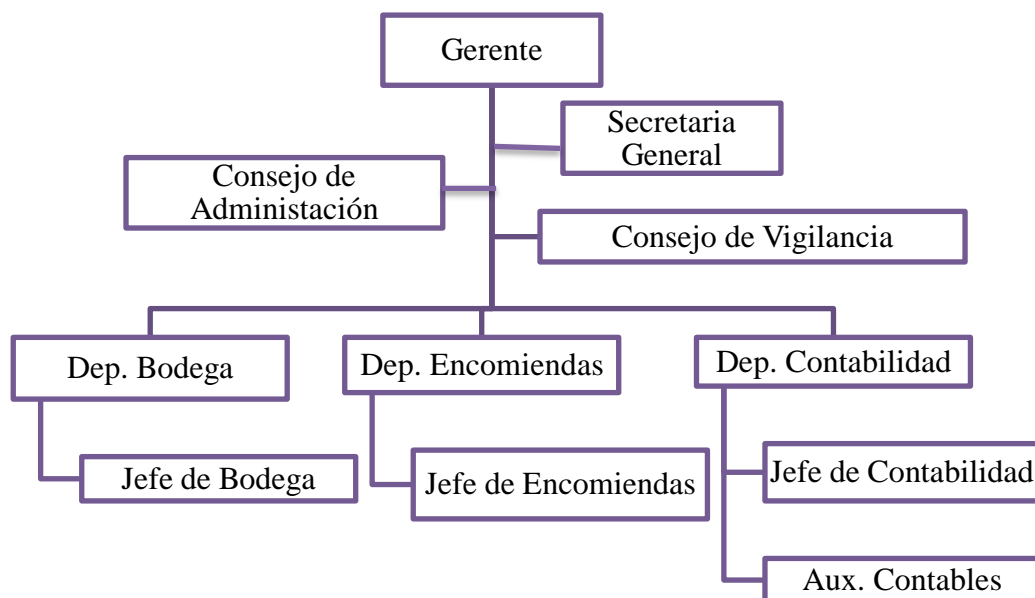 Gerente
Secretaria
General
Consejo de
Administación
Consejo de Vigilancia
Dep. Bodega
Dep. Encomiendas
Dep. Contabilidad
Jefe de Bodega
Jefe de Encomiendas
Jefe de Contabilidad
Aux. Contables